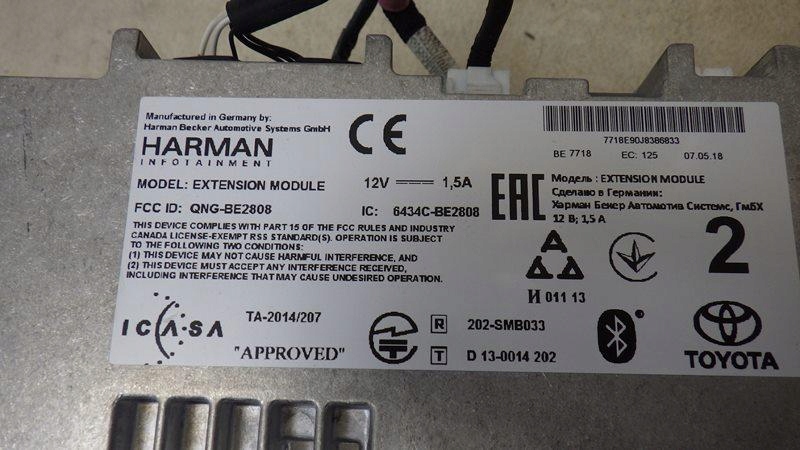 Manufactured in Germany by:
Harman Becker Automotive Systems GmbH
HARMAN
INFOTAINMENT
MODEL: EXTENSION MODULE
12V 1,5A
FCC ID: QNG-BE2808
IC: 6434C-BE2808
THIS DEVICE COMPLIES WITH PART 15 OF THE FCC RULES AND INDUSTRY
CANADA LICENSE-EXEMPT RSS STANDARD(S). OPERATION IS SUBJECT
TO THE FOLLOWING TWO CONDITIONS:
(1) THIS DEVICE MAY NOT CAUSE HARMFUL INTERFERENCE, AND
(2) THIS DEVICE MUST ACCEPT ANY INTERFERENCE RECEIVED,
INCLUDING INTERFERENCE THAT MAY CAUSE UNDESIRED OPERATION.
ICASA
TA-2014/207
"APPROVED"
CE
7718E90J8386833
BE 7718 EC: 125 07.05.18
EAC
Модель : EXTENSION MODULE
Сделано в Германии:
Харман Бекер Автомотив Системс, ГмБХ
12 В; 1,5 А
И 011 13
2
R 202-SMB033
T D 13-0014 202
TOYOTA